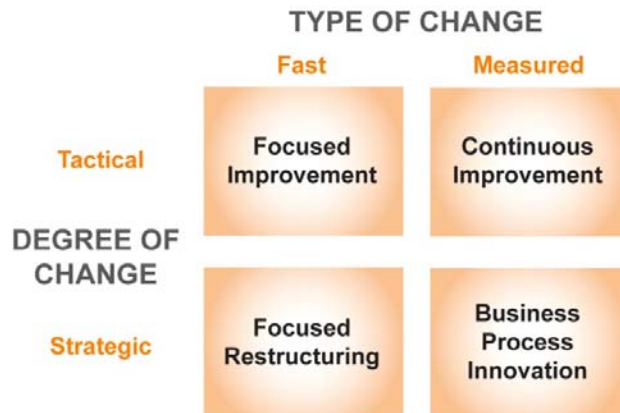 TYPE OF CHANGE
Fast Measured
Tactical
Focused
Improvement
Continuous
Improvement
DEGREE OF
CHANGE
Strategic
Focused
Restructuring
Business
Process
Innovation